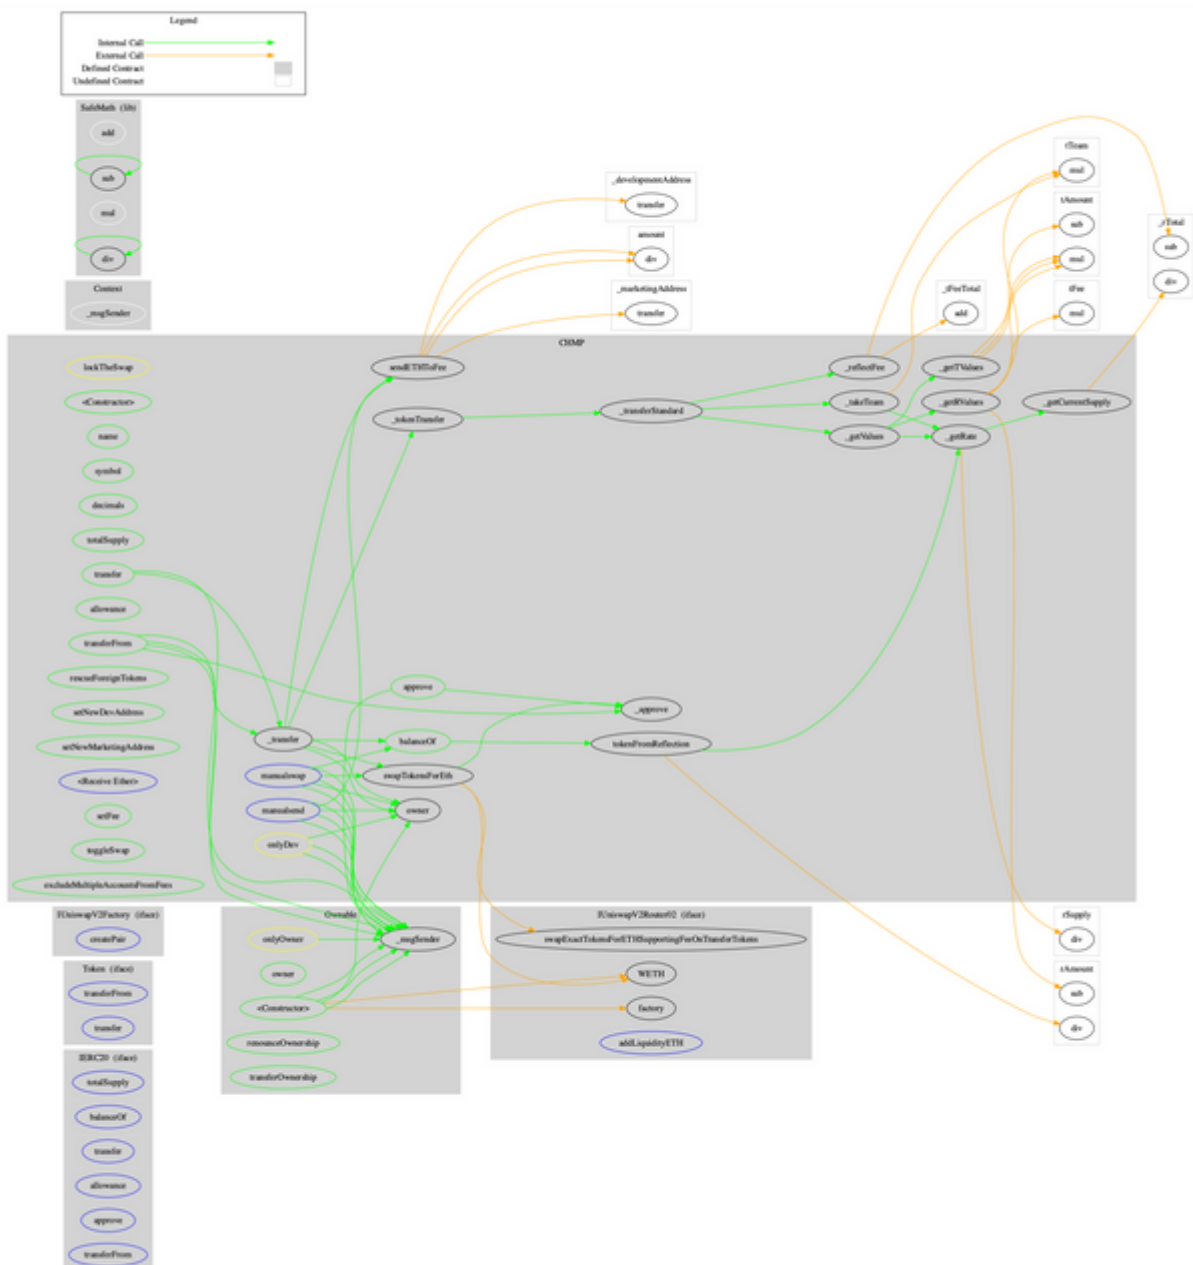 Legend
Internal Call
External Call
Defined Contract
Undefined Contract
SafeMath (lib)
add
sub
mul
div
Context
_msgSender
_developmentAddress
transfer
amount
div
_marketingAddress
transfer
_tFeeTotal
add
tTeam
mul
tAmount
sub
mul
tFee
mul
_rTotal
sub
div
CHMP
lockTheSwap
<Constructor>
name
symbol
decimals
totalSupply
transfer
allowance
transferFrom
rescueForeignTokens
setNewDevAddress
setNewMarketingAddress
<Receive Ether>
setFee
toggleSwap
excludeMultipleAccountsFromFees
_transfer
manualswap
manualsend
onlyDev
sendETHToFee
_tokenTransfer
approve
balanceOf
swapTokensForEth
owner
_transferStandard
_approve
tokenFromReflection
_reflectFee
_takeTeam
_getValues
_getTValues
_getRValues
_getRate
_getCurrentSupply
IUniswapV2Factory (iface)
createPair
Token (iface)
transferFrom
transfer
IERC20 (iface)
totalSupply
balanceOf
transfer
allowance
approve
transferFrom
Ownable
onlyOwner
owner
<Constructor>
renounceOwnership
transferOwnership
_msgSender
IUniswapV2Router02 (iface)
swapExactTokensForETHSupportingFeeOnTransferTokens
WETH
factory
addLiquidityETH
rSupply
div
rAmount
sub
div